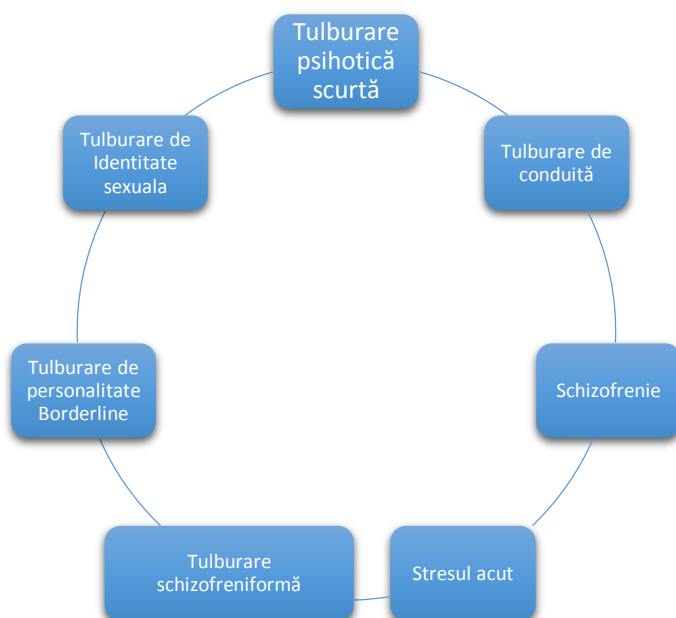 Tulburare
psihotică
scurtă
Tulburare de
conduită
Schizofrenie
Stresul acut
Tulburare
schizofreniformă
Tulburare de
personalitate
Borderline
Tulburare de
Identitate
sexuala